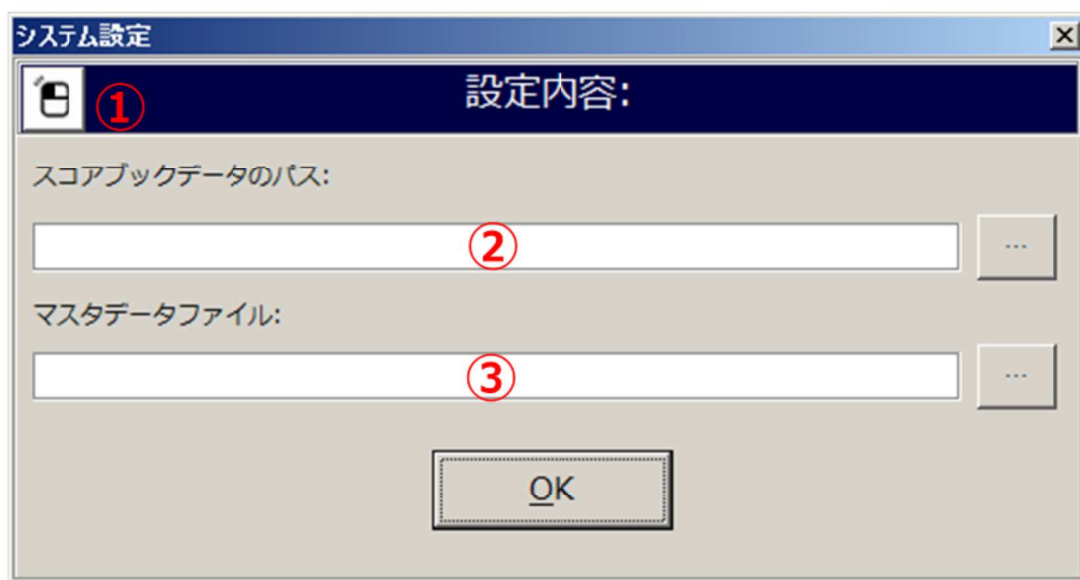 システム設定
① 設定内容:
スコアブックデータのパス:
② ...
マスタデータファイル:
③ ...
OK